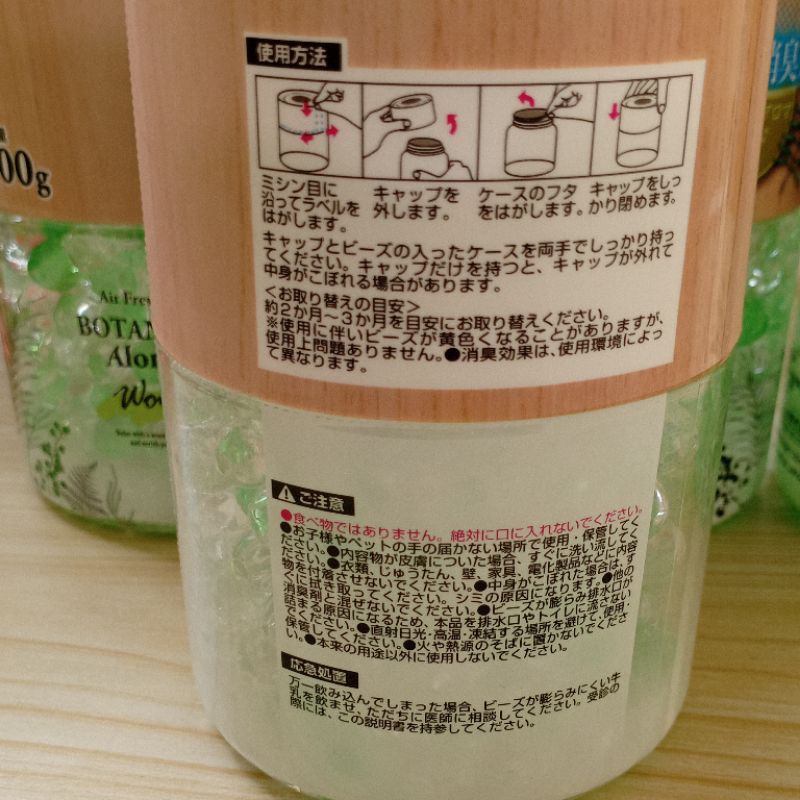 使用方法
ミシン目に
沿ってラベルを
はがします。
キャップを
外します。
ケースのフタ
をはがします。
キャップをしっ
かり閉めます。
キャップとビーズの入ったケースを両手でしっかり持っ
てください。キャップだけを持つと、キャップが外れて
中身がこぼれる場合があります。
<お取り替えの目安>
約2か月～3か月を目安にお取り替えください。
※使用に伴いビーズが黄色くなることがありますが、
使用上問題ありません。●消臭効果は、使用環境によっ
て異なります。
ご注意
●食べ物ではありません。絶対に口に入れないでください。
●お子様やペットの手の届かない場所で使用・保管してく
ださい。●内容物が皮膚についた場合、すぐに洗い流してく
ださい。●衣類、じゅうたん、壁、家具、電化製品などに内容
物を付着させないでください。●中身がこぼれた場合は、す
ぐに拭き取ってください。シミの原因になります。●他の
消臭剤と混ぜないでください。●ビーズが膨らみ排水口が
詰まる原因になるため、本品を排水口やトイレに流さない
でください。●直射日光・高温・凍結する場所を避けて、使用・
保管してください。●火や熱源のそばに置かないでくださ
い。●本来の用途以外に使用しないでください。
応急処置
万一飲み込んでしまった場合、ビーズが膨らみにくい牛
乳を飲ませ、ただちに医師に相談してください。受診の
際には、この説明書を持参してください。
00g
Air Fre
BOTAN
Alo
Wo
消臭